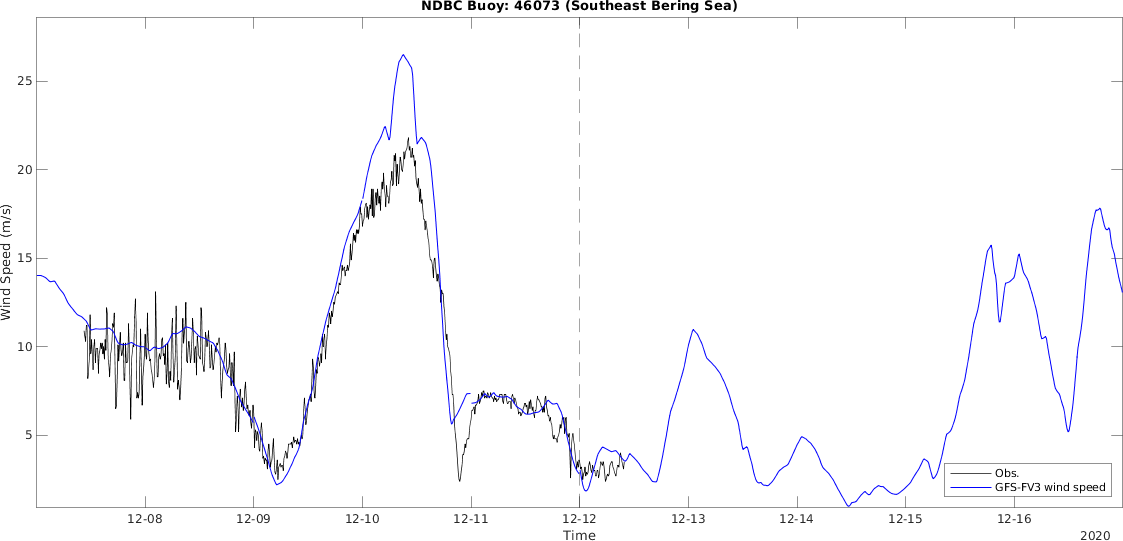 NDBC Buoy: 46073 (Southeast Bering Sea)
Wind Speed (m/s)
25
20
15
10
5
Obs.
GFS-FV3 wind speed
12-08 12-09 12-10 12-11 12-12 12-13 12-14 12-15 12-16
Time
2020